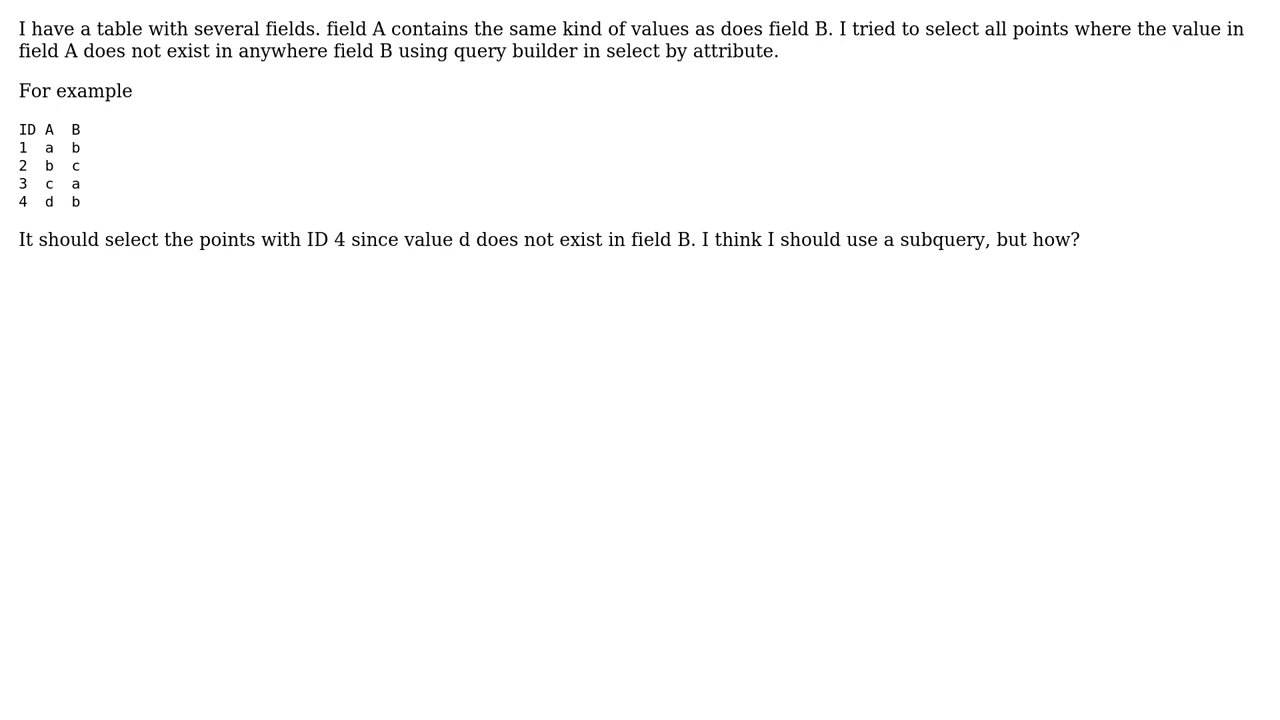 I have a table with several fields. field A contains the same kind of values as does field B. I tried to select all points where the value in
field A does not exist in anywhere field B using query builder in select by attribute.
For example
ID A  B
1  a  b
2  b  c
3  c  a
4  d  b
It should select the points with ID 4 since value d does not exist in field B. I think I should use a subquery, but how?